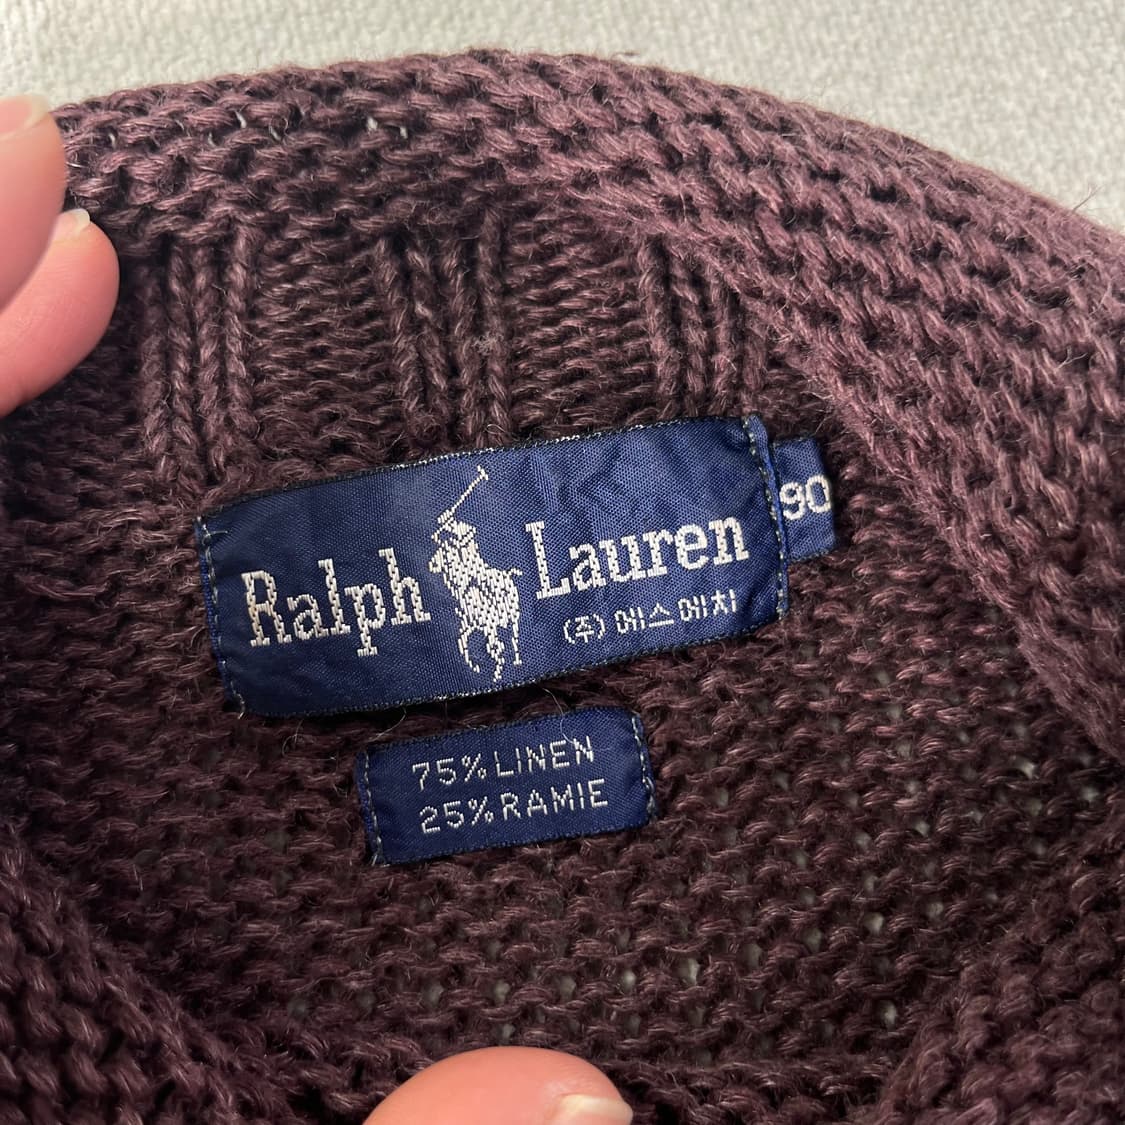 Ralph Lauren
(주) 에스에치
90
75% LINEN
25% RAMIE